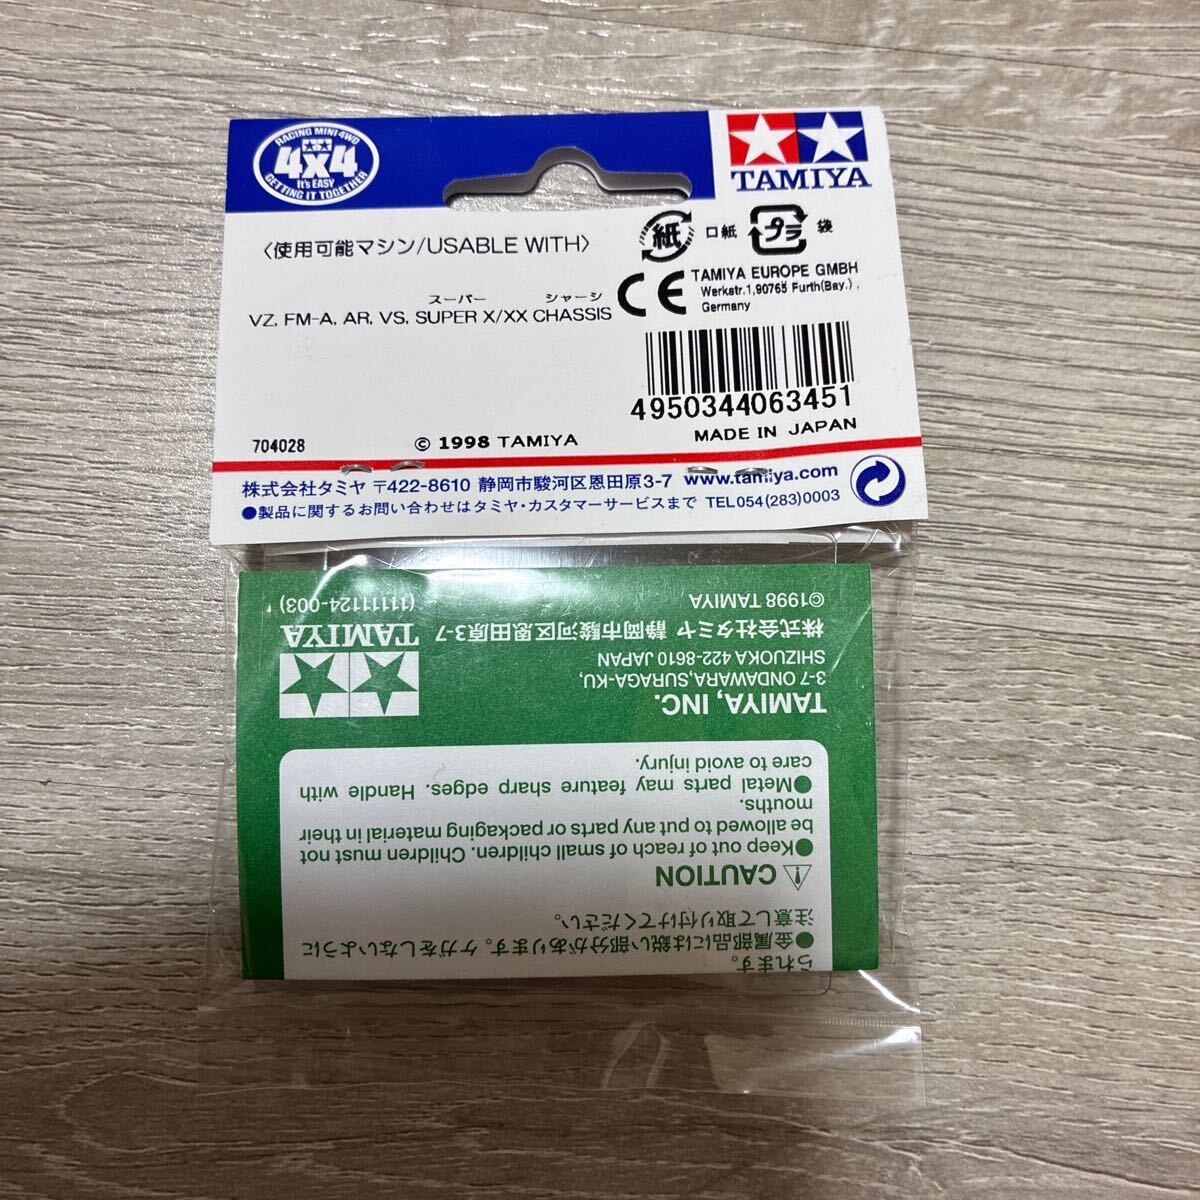 RACING MINI 4WD
4x4
It's EASY
GETTING IT TOGETHER
TAMIYA
〈使用可能マシン/USABLE WITH〉
スーパー シャーシ
VZ, FM-A, AR, VS, SUPER X/XX CHASSIS
紙 口紙 プラ 袋
CE TAMIYA EUROPE GMBH
Werkstr.1,90765 Furth(Bay.),
Germany
4950344063451
MADE IN JAPAN
704028 © 1998 TAMIYA
株式会社タミヤ 〒422-8610 静岡市駿河区恩田原3-7 www.tamiya.com
●製品に関するお問い合わせはタミヤ・カスタマーサービスまで TEL054(283)0003
られます。
●金属部品には鋭い部分があります。ケガをしないように
注意して取り付けてください。
⚠ CAUTION
●Keep out of reach of small children. Children must not
be allowed to put any parts or packaging material in their
mouths.
●Metal parts may feature sharp edges. Handle with
care to avoid injury.
TAMIYA, INC.
3-7 ONDAWARA,SURAGA-KU,
SHIZUOKA 422-8610 JAPAN
株式会社タミヤ 静岡市駿河区恩田原3-7
©1998 TAMIYA
TAMIYA
(11111124-003)